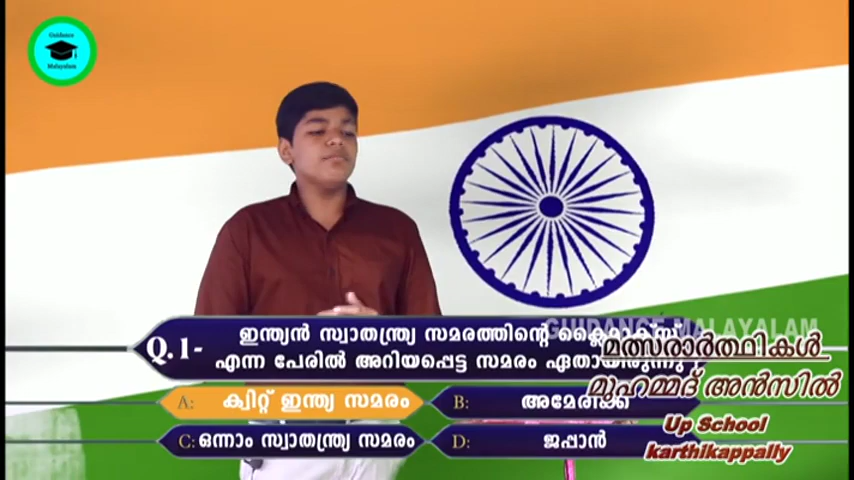 Guidance
Malayalam
GUIDANCE MALAYALAM
Q.1- ഇന്ത്യൻ സ്വാതന്ത്ര്യ സമരത്തിന്റെ ക്ലൈമാക്സ്
എന്ന പേരിൽ അറിയപ്പെട്ട സമരം ഏതായിരുന്നു
A: ക്വിറ്റ് ഇന്ത്യ സമരം
B: അമേരിക്ക
C: ഒന്നാം സ്വാതന്ത്ര്യ സമരം
D: ജപ്പാൻ
മത്സരാർത്ഥികൾ
മുഹമ്മദ് അൻസിൽ
Up School
karthikappally